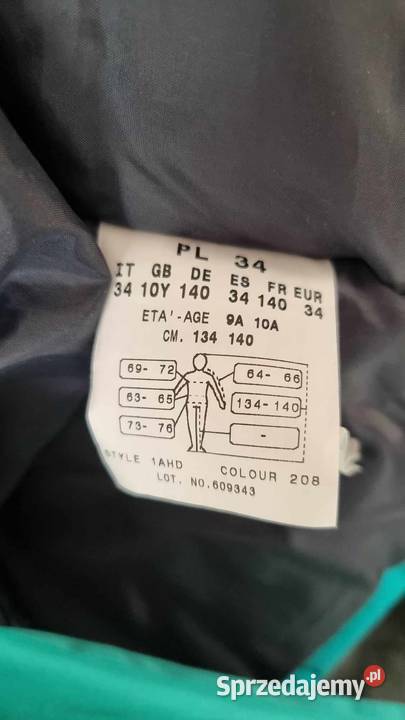 PL 34
IT GB DE ES FR EUR
34 10Y 140 34 140 34
ETA'-AGE 9A 10A
CM. 134 140
69- 72 64- 66
63- 65 134-140
73- 76 -
STYLE 1AHD COLOUR 208
LOT. NO.609343
Sprzedajemy.pl